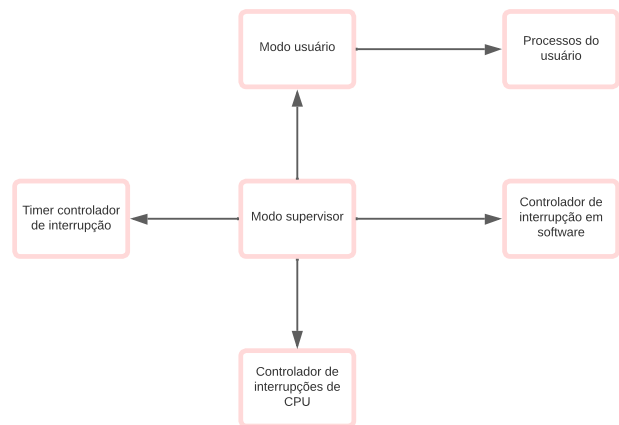 Modo usuário
Processos do
usuário
Timer controlador
de interrupção
Modo supervisor
Controlador de
interrupção em
software
Controlador de
interrupções de
CPU